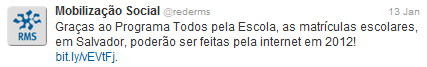 RMS
Mobilização Social @rederms 13 Jan
Graças ao Programa Todos pela Escola, as matrículas escolares,
em Salvador, poderão ser feitas pela internet em 2012!
bit.ly/vEVtFj.